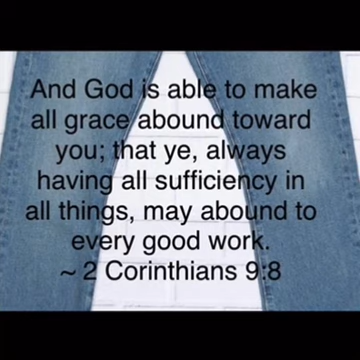 And God is able to make
all grace abound toward
you; that ye, always
having all sufficiency in
all things, may abound to
every good work.
~ 2 Corinthians 9:8